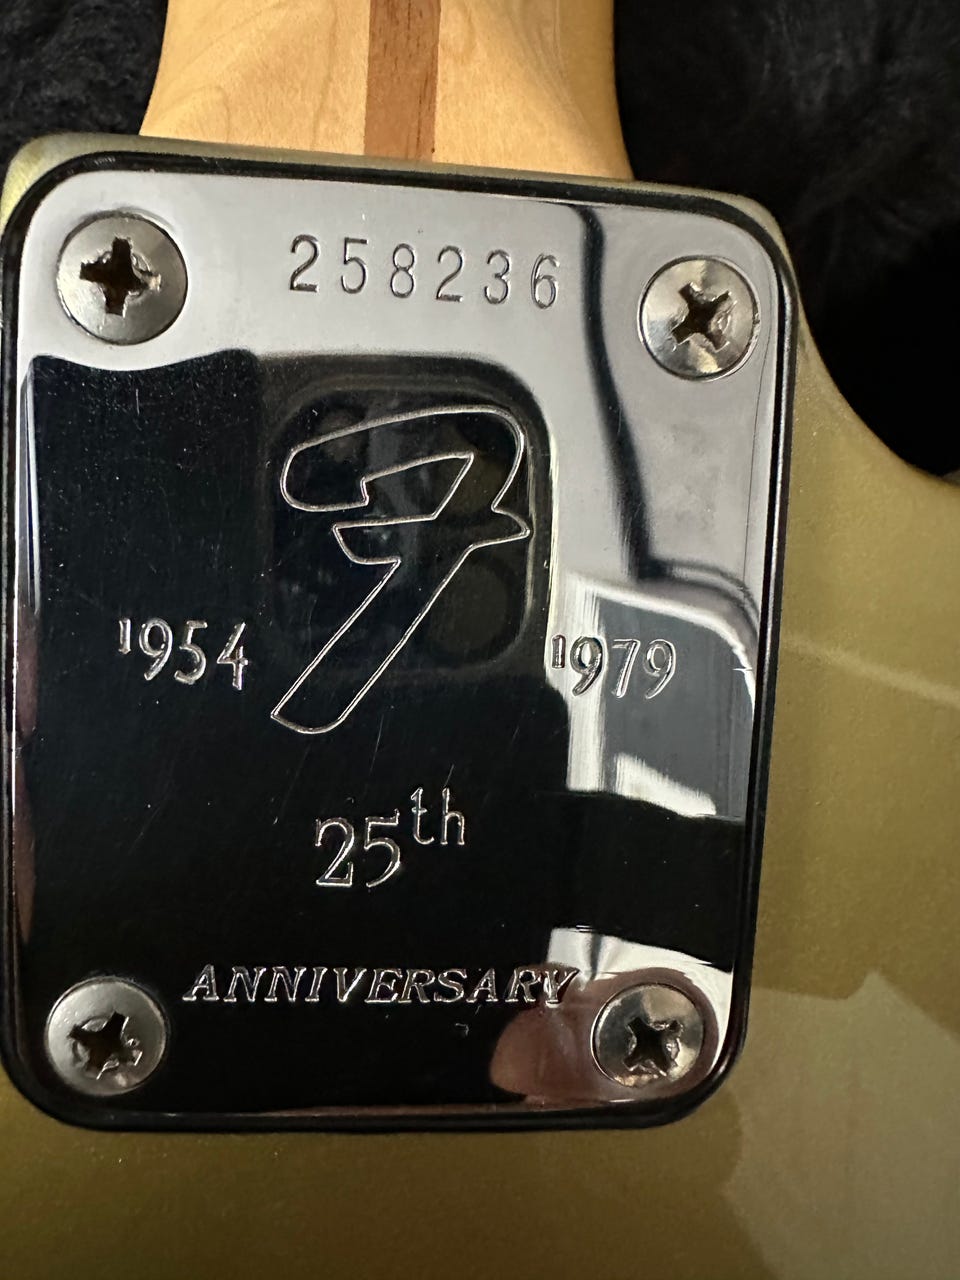 258236
F
1954 1979
25th
ANNIVERSARY